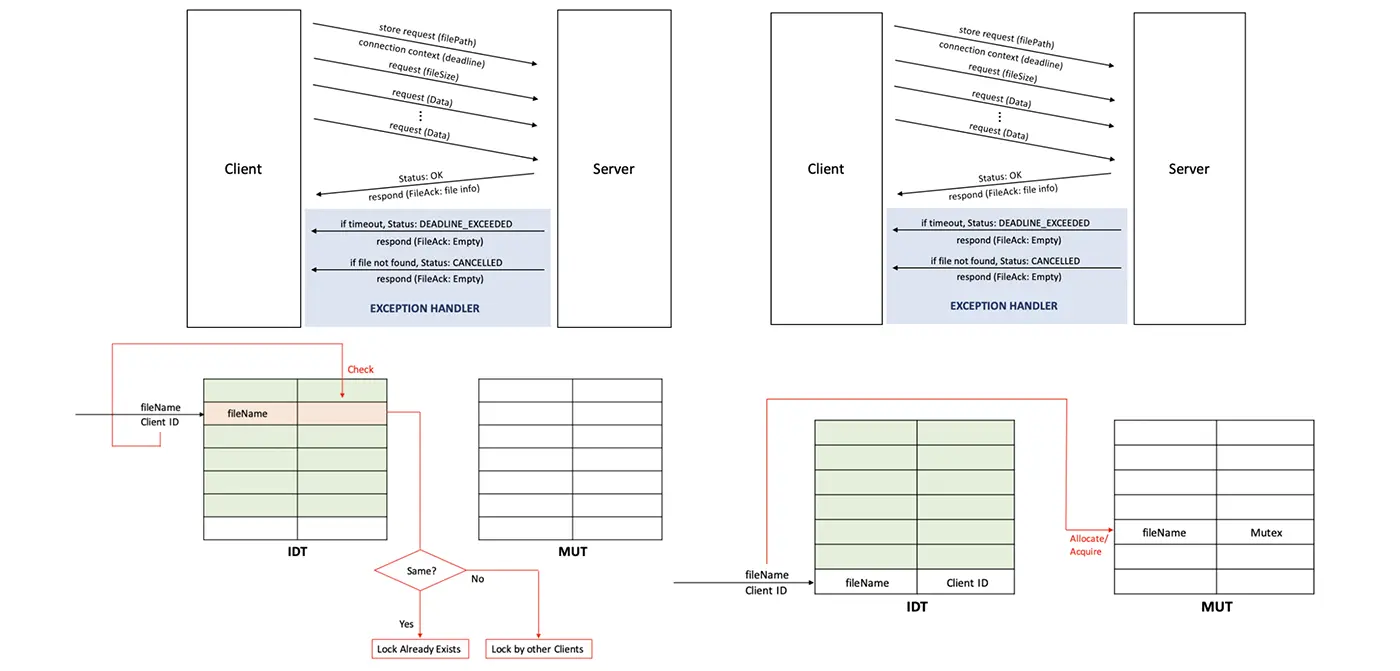 Client
store request (filePath)
connection context (deadline)
request (fileSize)
request (Data)
request (Data)
Status: OK
respond (FileAck: file info)
if timeout, Status: DEADLINE_EXCEEDED
respond (FileAck: Empty)
if file not found, Status: CANCELLED
respond (FileAck: Empty)
EXCEPTION HANDLER
Server
Client
store request (filePath)
connection context (deadline)
request (fileSize)
request (Data)
request (Data)
Status: OK
respond (FileAck: file info)
if timeout, Status: DEADLINE_EXCEEDED
respond (FileAck: Empty)
if file not found, Status: CANCELLED
respond (FileAck: Empty)
EXCEPTION HANDLER
Server
Check
fileName
Client ID
fileName
IDT
MUT
Same?
No
Yes
Lock Already Exists
Lock by other Clients
fileName
Client ID
fileName
Client ID
IDT
Allocate/
Acquire
fileName
Mutex
MUT